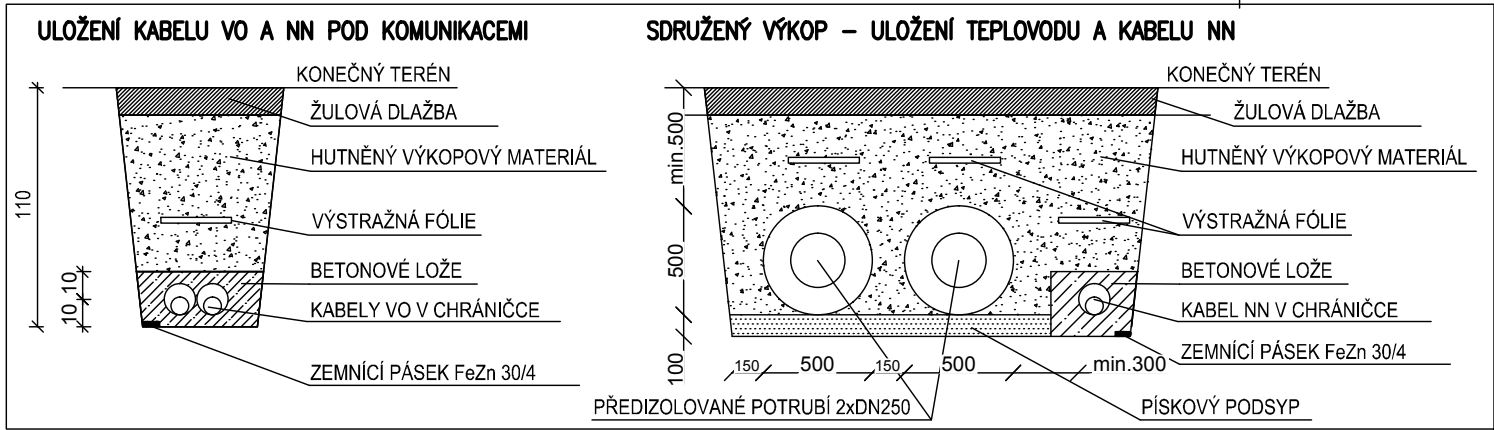 ULOŽENÍ KABELU VO A NN POD KOMUNIKACEMI
KONEČNÝ TERÉN
ŽULOVÁ DLAŽBA
HUTNĚNÝ VÝKOPOVÝ MATERIÁL
VÝSTRAŽNÁ FÓLIE
BETONOVÉ LOŽE
KABELY VO V CHRÁNIČCE
ZEMNÍCÍ PÁSEK FeZn 30/4
110
10
10
SDRUŽENÝ VÝKOP – ULOŽENÍ TEPLOVODU A KABELU NN
KONEČNÝ TERÉN
ŽULOVÁ DLAŽBA
HUTNĚNÝ VÝKOPOVÝ MATERIÁL
VÝSTRAŽNÁ FÓLIE
BETONOVÉ LOŽE
KABEL NN V CHRÁNIČCE
ZEMNÍCÍ PÁSEK FeZn 30/4
min.500
500
100
150
500
150
500
min.300
PŘEDIZOLOVANÉ POTRUBÍ 2xDN250
PÍSKOVÝ PODSYP